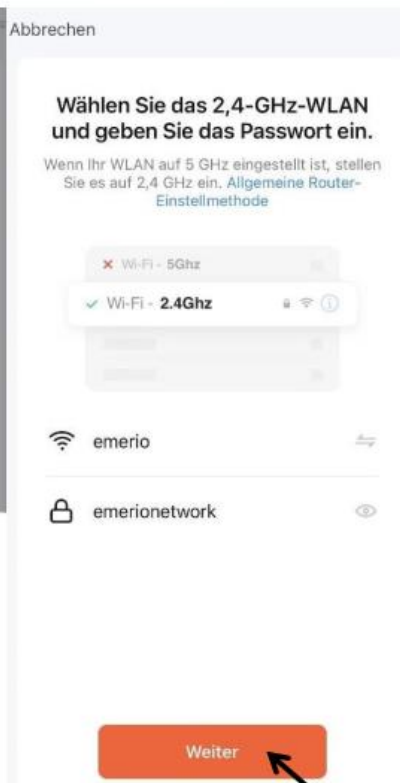 Abbrechen
Wählen Sie das 2,4-GHz-WLAN
und geben Sie das Passwort ein.
Wenn Ihr WLAN auf 5 GHz eingestellt ist, stellen
Sie es auf 2,4 GHz ein. Allgemeine Router-
Einstellmethode
Wi-Fi - 5Ghz
Wi-Fi - 2.4Ghz
emerio
emerionetwork
Weiter